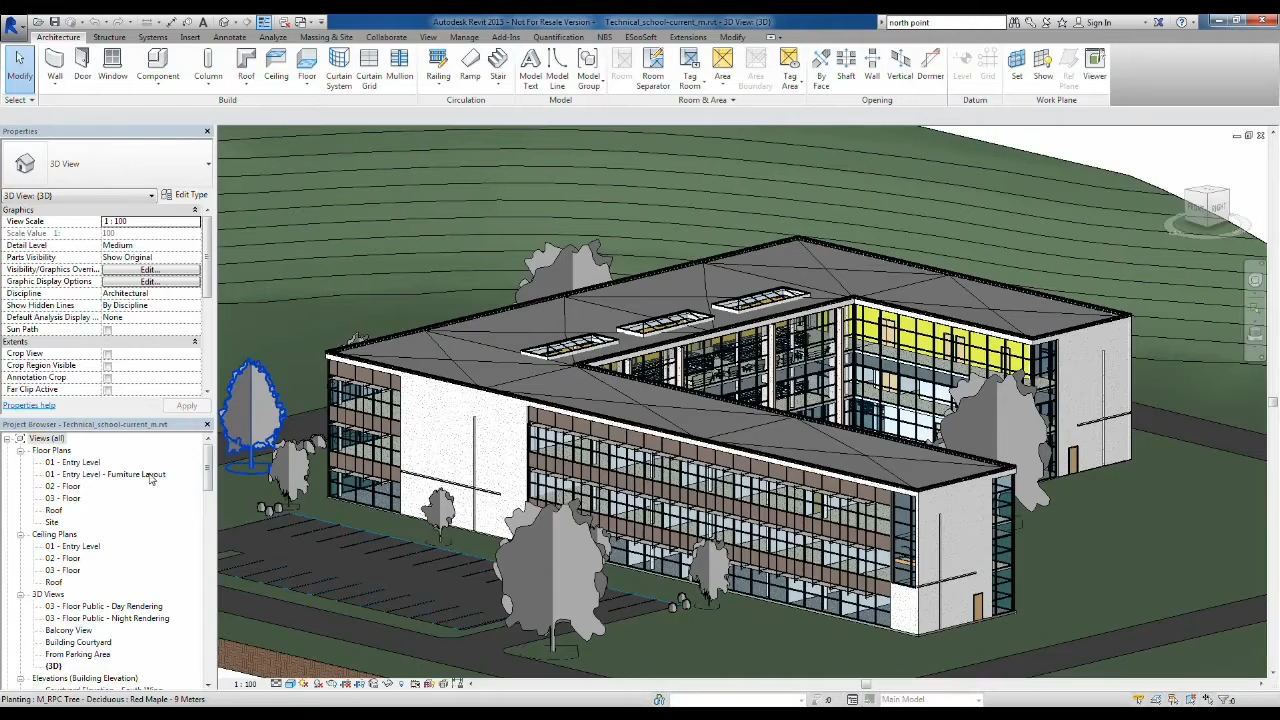 Autodesk Revit 2015 - Not For Resale Version - Technical_school-current_m.rvt - 3D View: {3D}
north point
Sign In
Architecture Structure Systems Insert Annotate Analyze Massing & Site Collaborate View Manage Add-Ins Quantification NBS ESooSoft Extensions Modify
Modify Wall Door Window Component Column Roof Ceiling Floor Curtain System Curtain Grid Mullion Railing Ramp Stair Model Text Model Line Model Group Room Room Separator Tag Room Area Area Boundary Tag Area By Face Shaft Wall Vertical Dormer Level Grid Set Show Ref Plane Viewer
Select Build Circulation Model Room & Area Opening Datum Work Plane
Properties
3D View
3D View: {3D} Edit Type
Graphics
View Scale 1 : 100
Scale Value 1: 100
Detail Level Medium
Parts Visibility Show Original
Visibility/Graphics Overri... Edit...
Graphic Display Options Edit...
Discipline Architectural
Show Hidden Lines By Discipline
Default Analysis Display ... None
Sun Path
Extents
Crop View
Crop Region Visible
Annotation Crop
Far Clip Active
Properties help Apply
Project Browser - Technical_school-current_m.rvt
Views (all)
Floor Plans
01 - Entry Level
01 - Entry Level - Furniture Layout
02 - Floor
03 - Floor
Roof
Site
Ceiling Plans
01 - Entry Level
02 - Floor
03 - Floor
Roof
3D Views
03 - Floor Public - Day Rendering
03 - Floor Public - Night Rendering
Balcony View
Building Courtyard
From Parking Area
{3D}
Elevations (Building Elevation)
RIGHT
1 : 100
Planting : M_RPC Tree - Deciduous : Red Maple - 9 Meters
:0
Main Model
:0